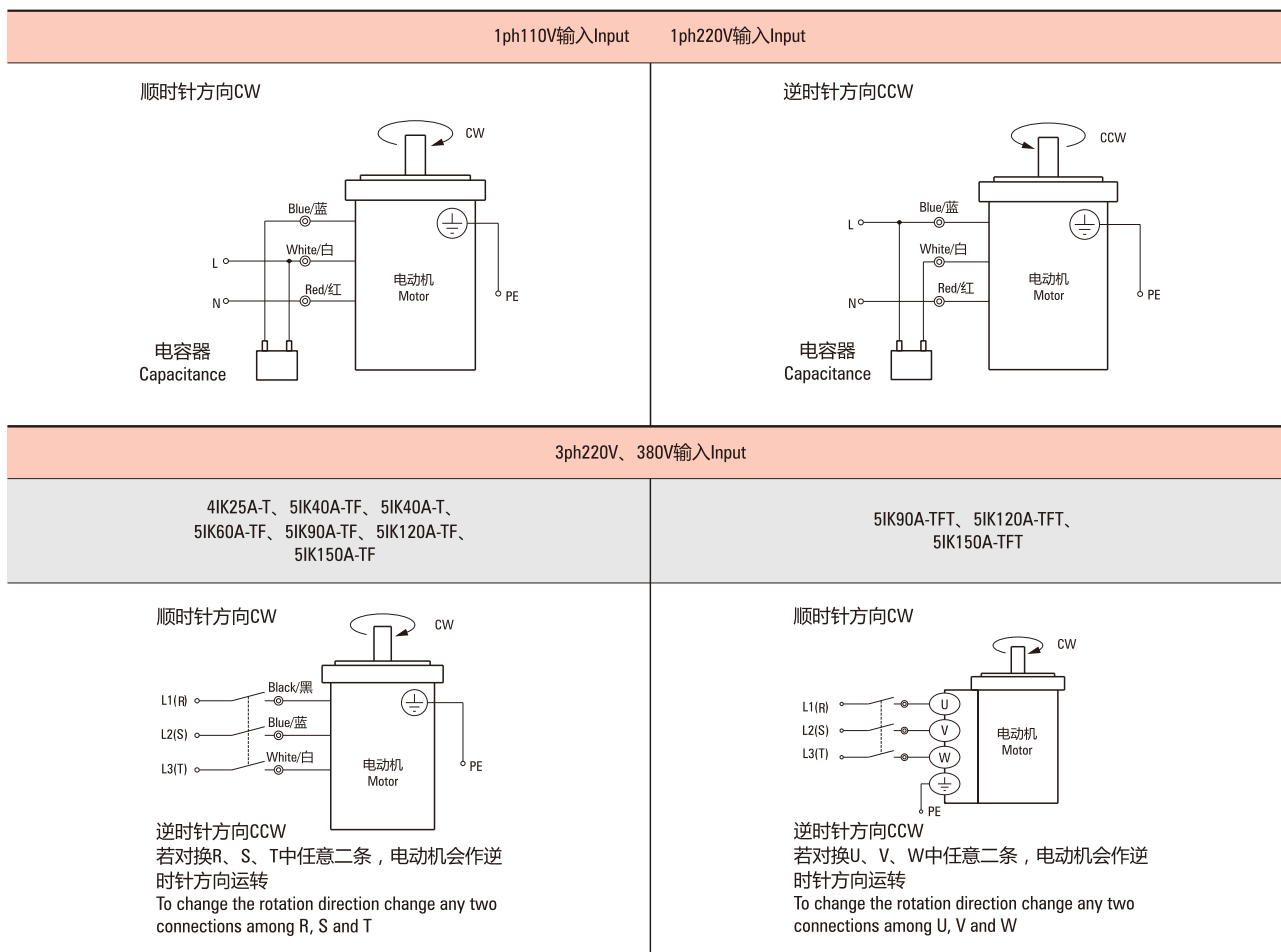 1ph110V输入Input 1ph220V输入Input
顺时针方向CW
CW
Blue/蓝
White/白
L
Red/红
N
电动机
Motor
PE
电容器
Capacitance
逆时针方向CCW
CCW
Blue/蓝
L
White/白
Red/红
N
电动机
Motor
PE
电容器
Capacitance
3ph220V、380V输入Input
4IK25A-T、5IK40A-TF、5IK40A-T、
5IK60A-TF、5IK90A-TF、5IK120A-TF、
5IK150A-TF
5IK90A-TFT、5IK120A-TFT、
5IK150A-TFT
顺时针方向CW
CW
L1(R)
Black/黑
L2(S)
Blue/蓝
L3(T)
White/白
电动机
Motor
PE
逆时针方向CCW
若对换R、S、T中任意二条，电动机会作逆
时针方向运转
To change the rotation direction change any two
connections among R, S and T
顺时针方向CW
CW
L1(R)
U
L2(S)
V
L3(T)
W
电动机
Motor
PE
逆时针方向CCW
若对换U、V、W中任意二条，电动机会作逆
时针方向运转
To change the rotation direction change any two
connections among U, V and W